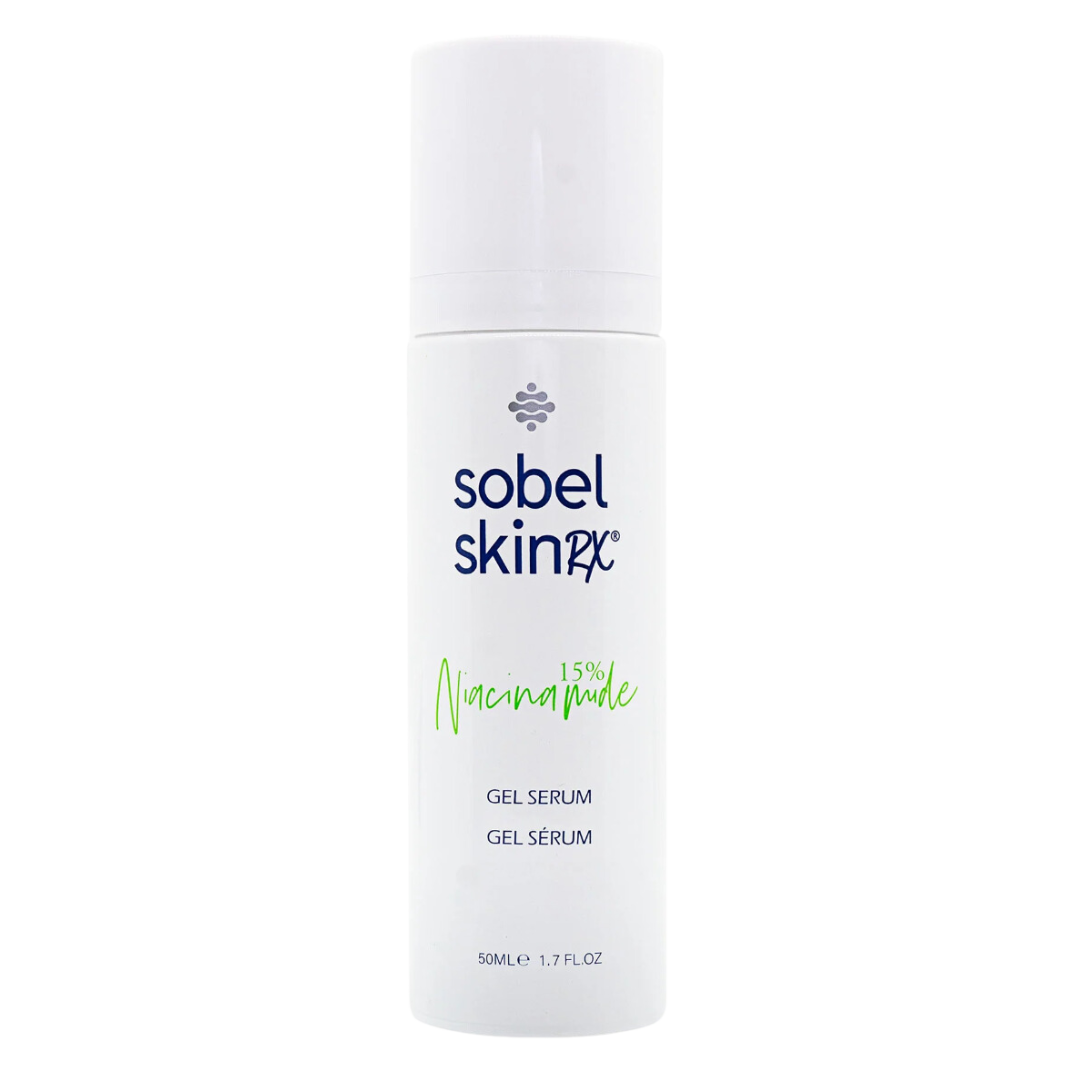 sobel
skinRX®
15%
Niacinamide
GEL SERUM
GEL SÉRUM
50ML℮ 1.7 FL.OZ